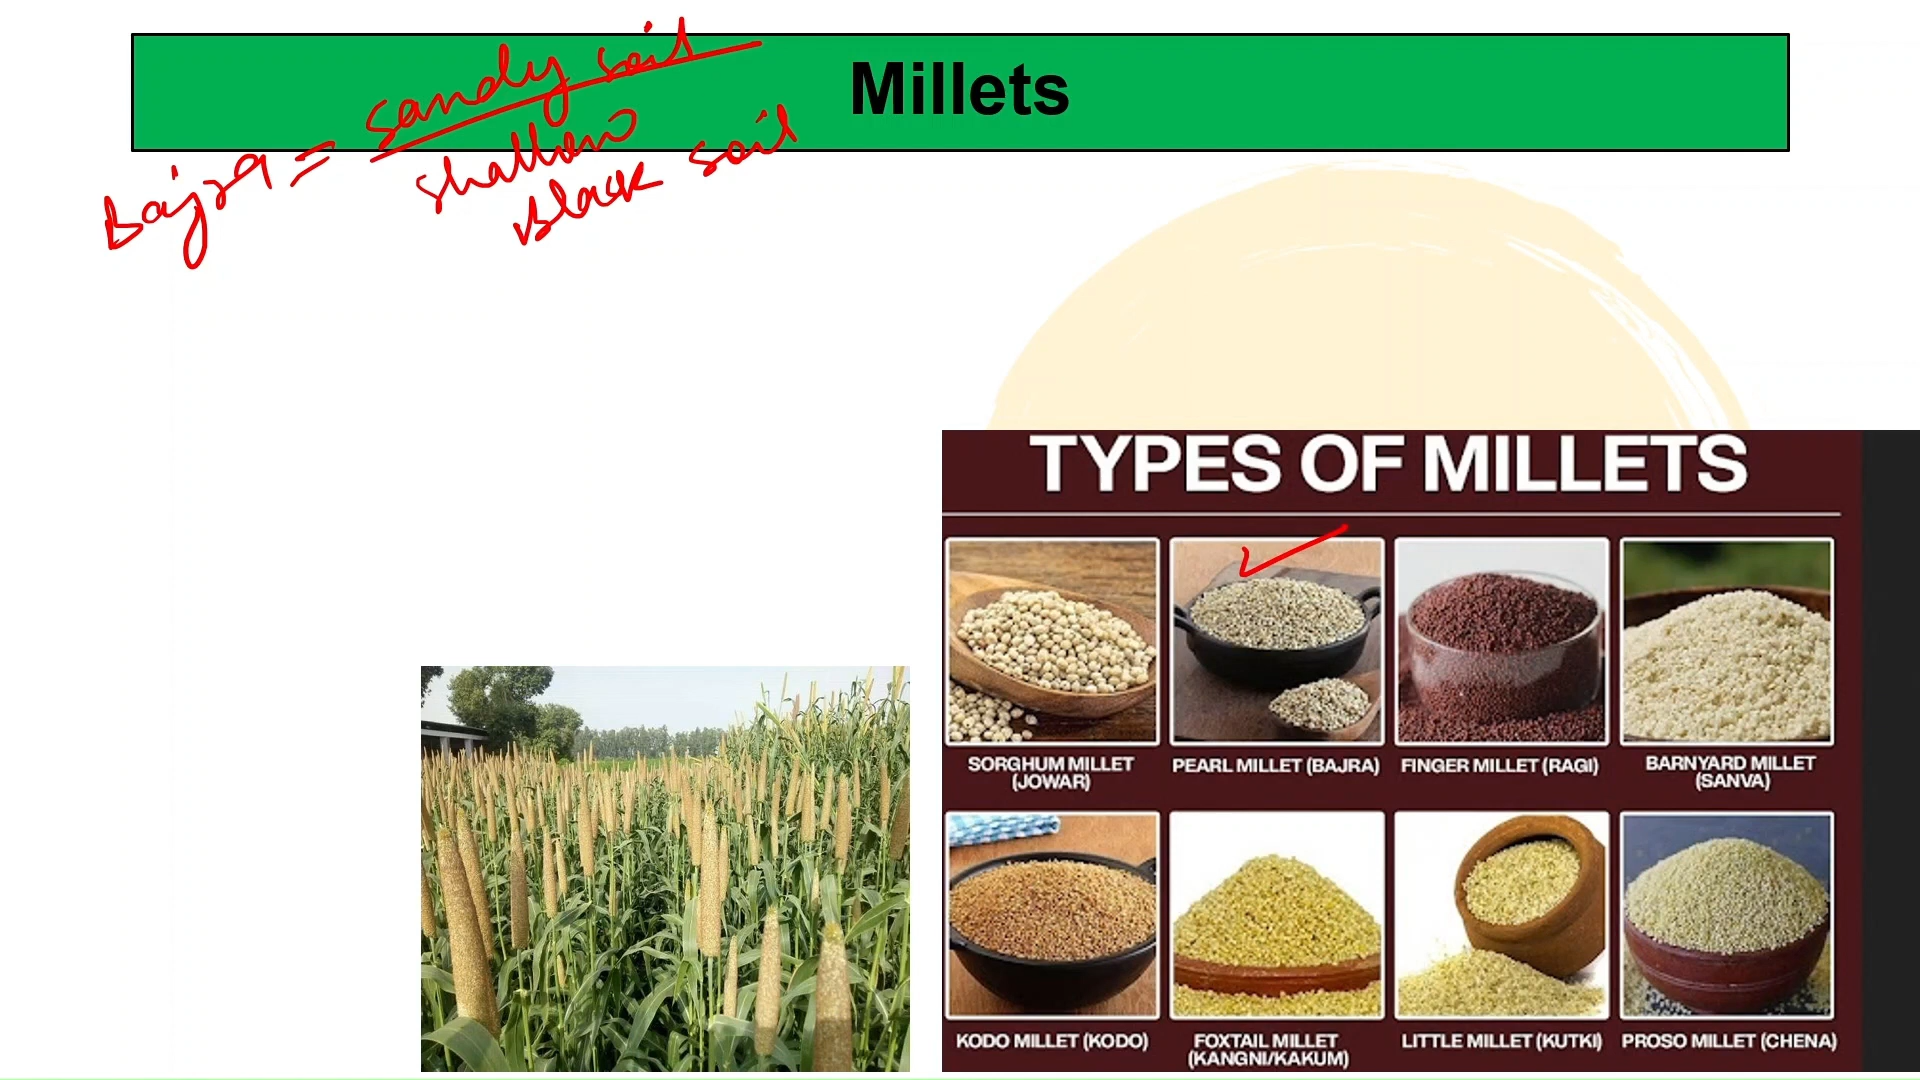 Millets
Bajra = sandy soil
shallow
Black soil
TYPES OF MILLETS
SORGHUM MILLET
(JOWAR)
PEARL MILLET (BAJRA)
FINGER MILLET (RAGI)
BARNYARD MILLET
(SANVA)
KODO MILLET (KODO)
FOXTAIL MILLET
(KANGNI/KAKUM)
LITTLE MILLET (KUTKI)
PROSO MILLET (CHENA)